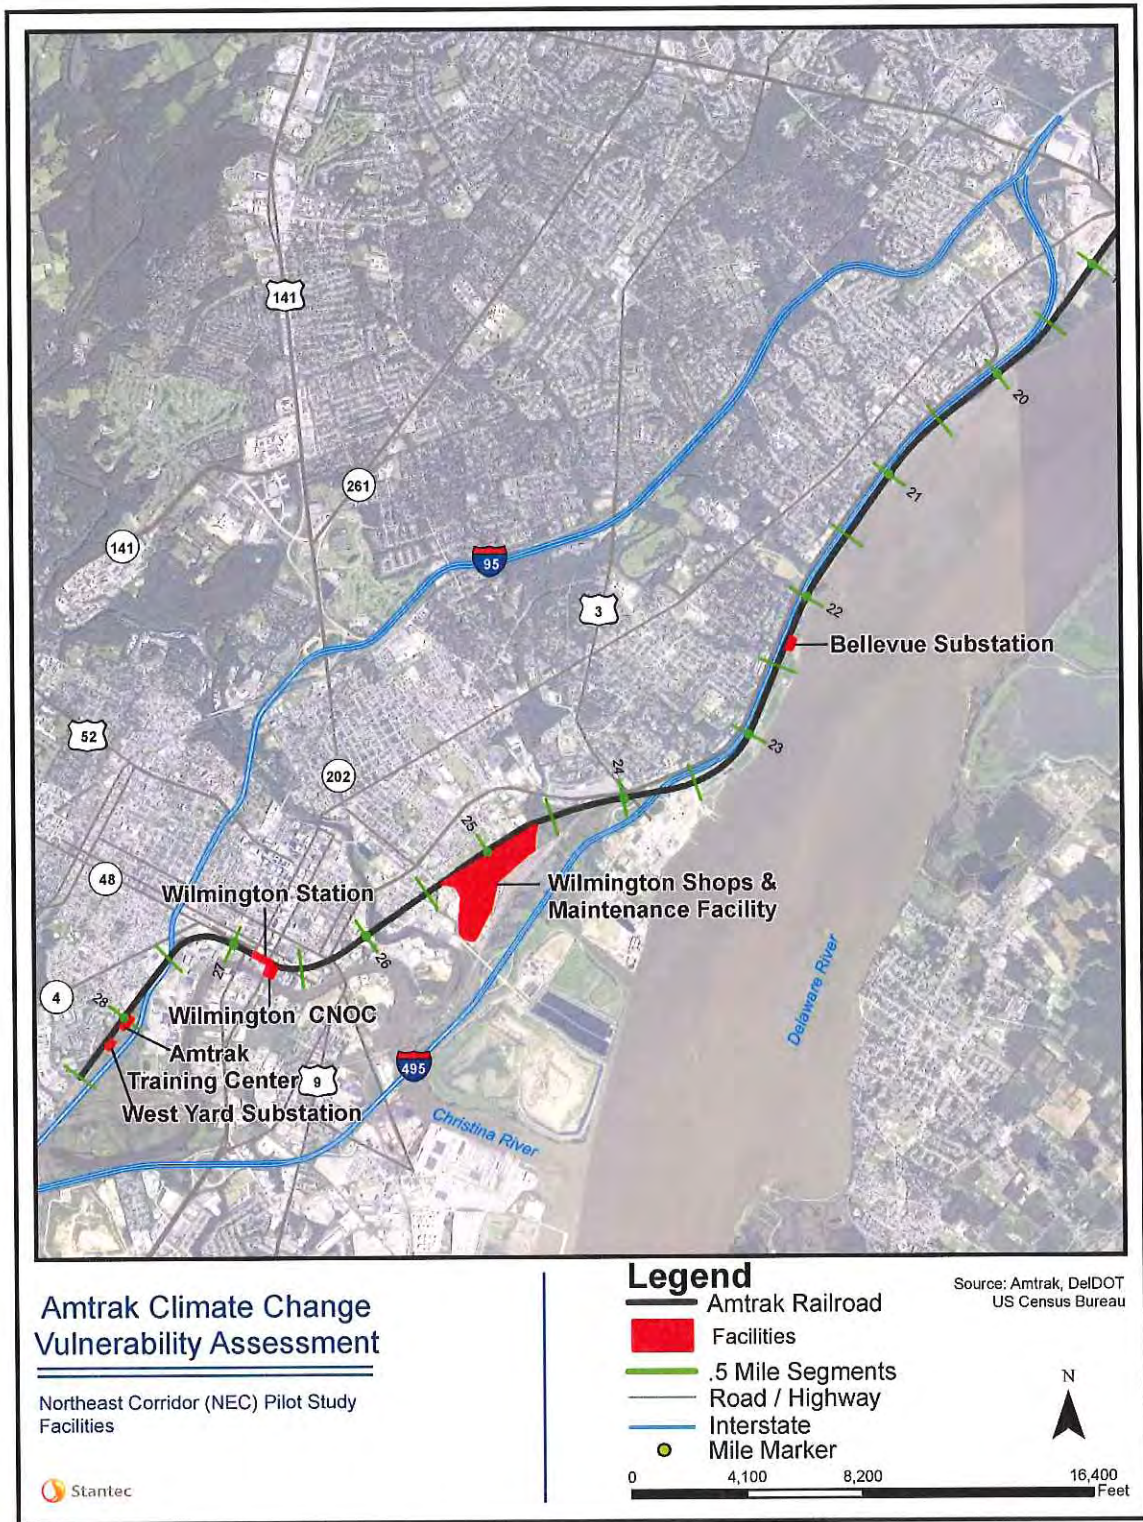 141
20
21
261
141
95
22
3
Bellevue Substation
23
52
24
202
25
48
Wilmington Station
Wilmington Shops &
Maintenance Facility
26
27
4
28
Wilmington CNOC
Delaware River
Amtrak
Training Center
9
495
West Yard Substation
Christina River
Amtrak Climate Change
Vulnerability Assessment
Northeast Corridor (NEC) Pilot Study
Facilities
Stantec
Legend
Amtrak Railroad
Facilities
.5 Mile Segments
Road / Highway
Interstate
Mile Marker
Source: Amtrak, DelDOT
US Census Bureau
N
0 4,100 8,200 16,400
Feet